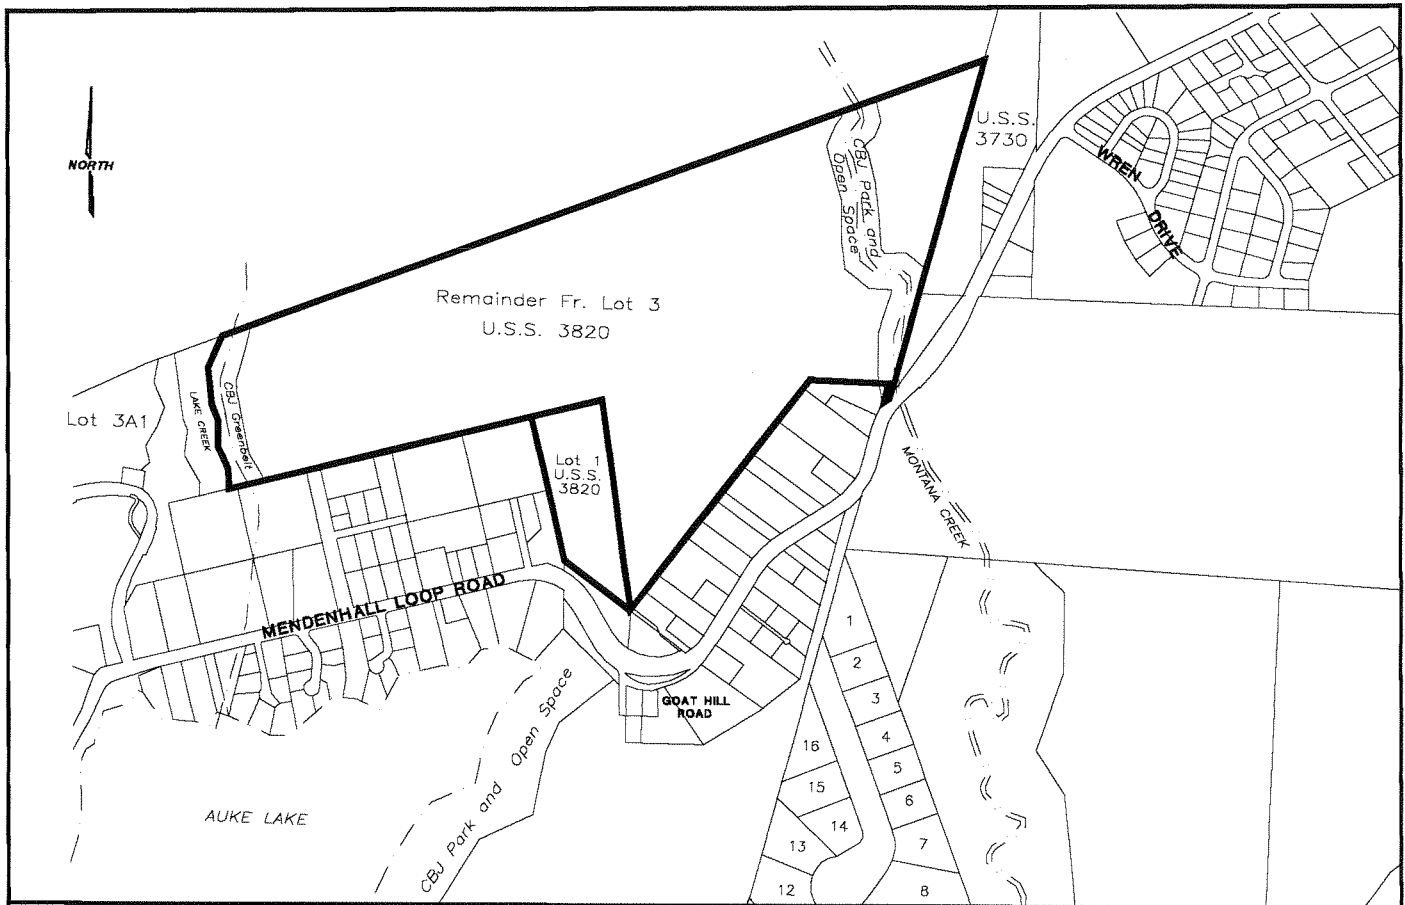 NORTH
U.S.S.
3730
WREN
DRIVE
CBJ Park and
Open Space
Remainder Fr. Lot 3
U.S.S. 3820
Lot 3A1
LAKE CREEK
CBJ Greenbelt
Lot 1
U.S.S.
3820
MONTANA CREEK
MENDENHALL LOOP ROAD
GOAT HILL
ROAD
AUKE LAKE
CBJ Park and Open Space
1
2
3
4
5
6
7
8
16
15
14
13
12